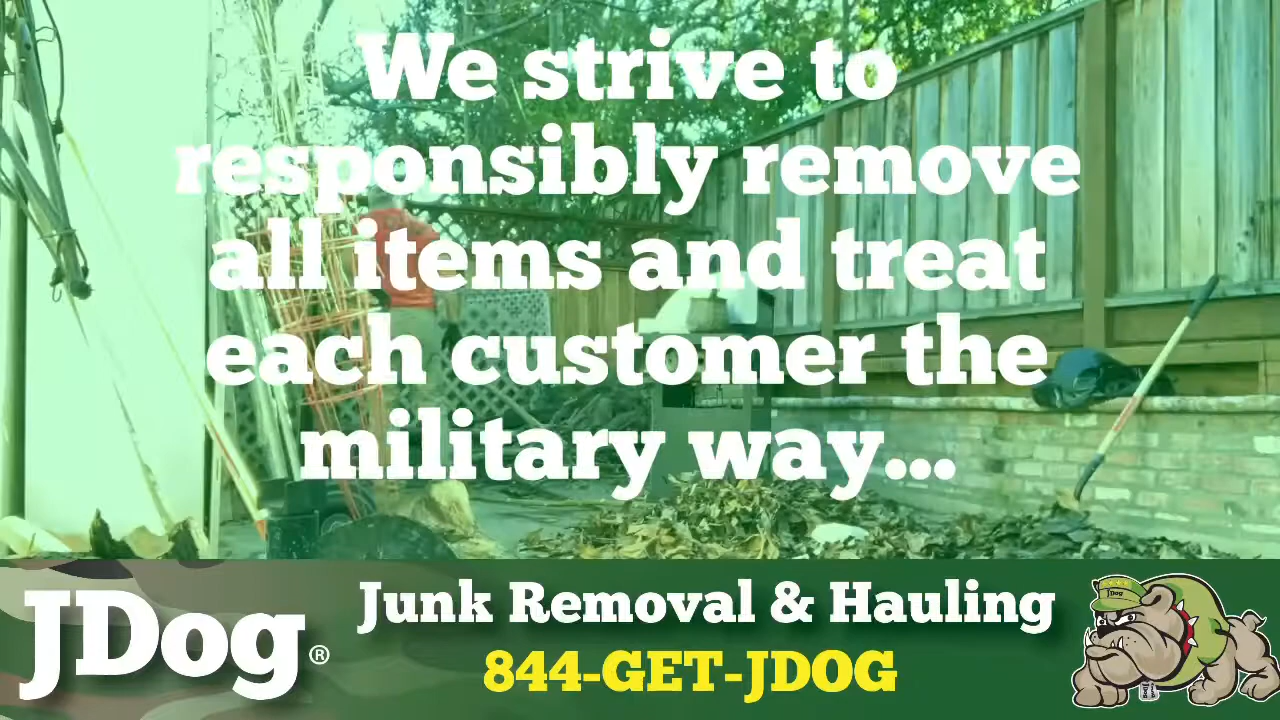 We strive to
responsibly remove
all items and treat
each customer the
military way...
JDog®
Junk Removal & Hauling
844-GET-JDOG
JDog